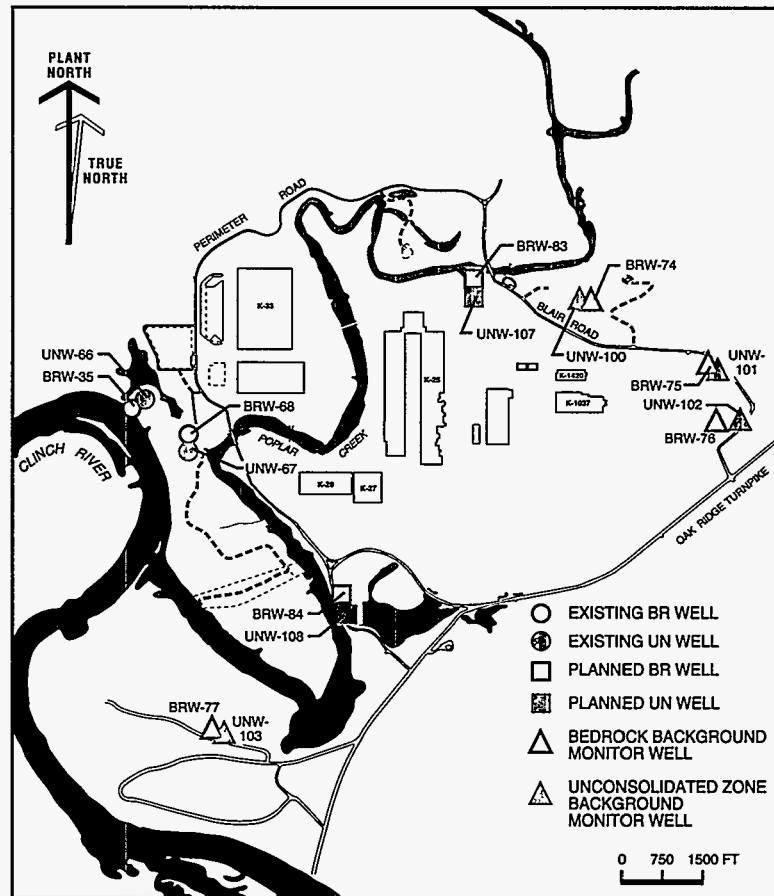 PLANT
NORTH
TRUE
NORTH
PERIMETER ROAD
BRW-83
BRW-74
K-33
UNW-107
BLAIR ROAD
UNW-100
UNW-66
BRW-35
K-25
K-1420
UNW-
101
BRW-75
K-1037
UNW-102
BRW-68
BRW-76
POPLAR CREEK
CLINCH RIVER
UNW-67
K-29
K-27
OAK RIDGE TURNPIKE
BRW-84
UNW-108
EXISTING BR WELL
EXISTING UN WELL
PLANNED BR WELL
PLANNED UN WELL
BRW-77
UNW-
103
BEDROCK BACKGROUND
MONITOR WELL
UNCONSOLIDATED ZONE
BACKGROUND
MONITOR WELL
0 750 1500 FT